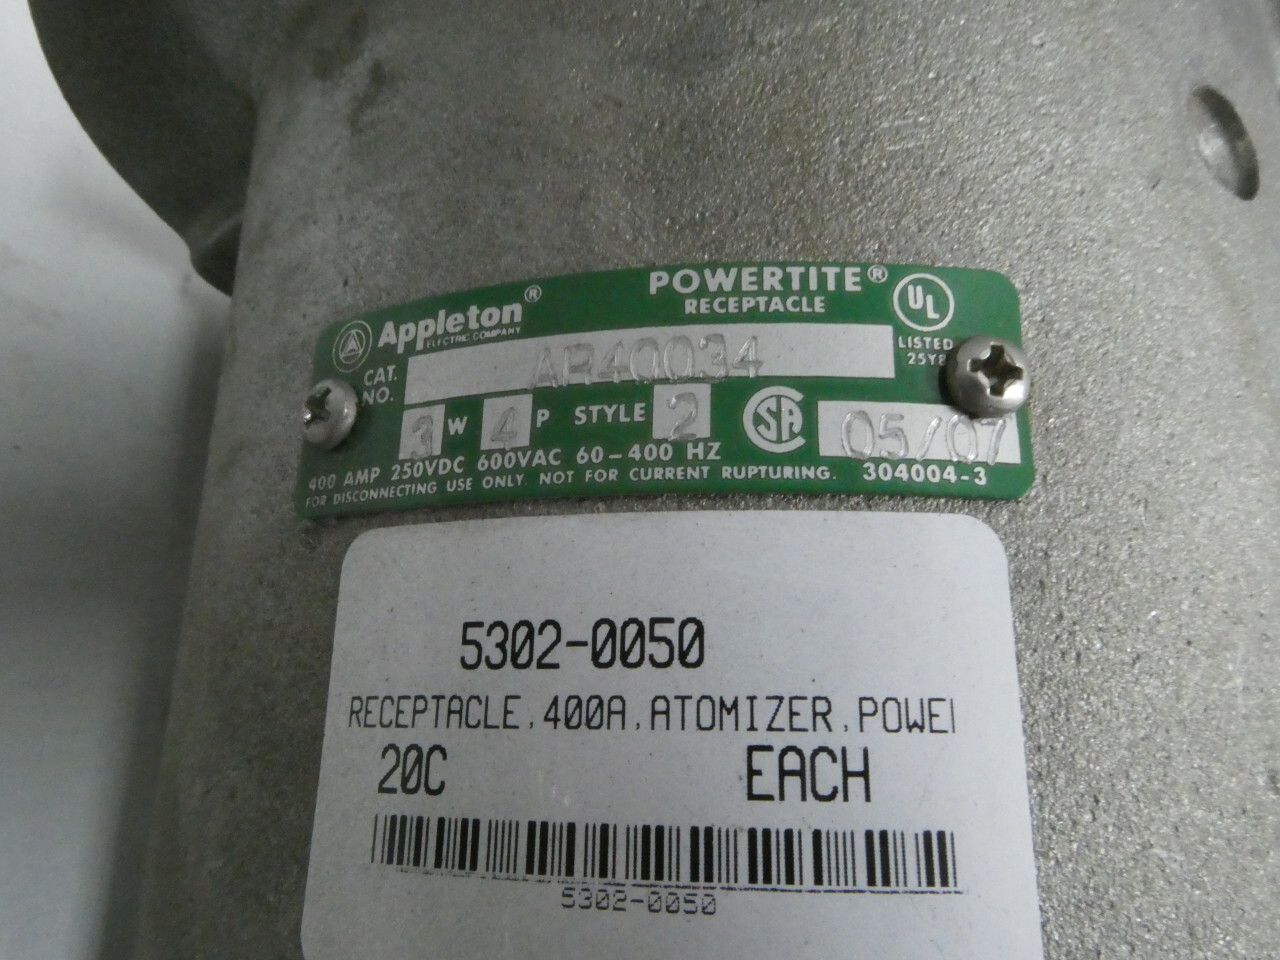 Appleton®
ELECTRIC COMPANY
POWERTITE®
RECEPTACLE
UL
LISTED
25Y8
CAT. NO. AR40034
3 W 4 P STYLE 2 SA 05/07
400 AMP 250VDC 600VAC 60-400 HZ 304004-3
FOR DISCONNECTING USE ONLY. NOT FOR CURRENT RUPTURING.
5302-0050
RECEPTACLE,400A,ATOMIZER,POWE
20C EACH
5302-0050